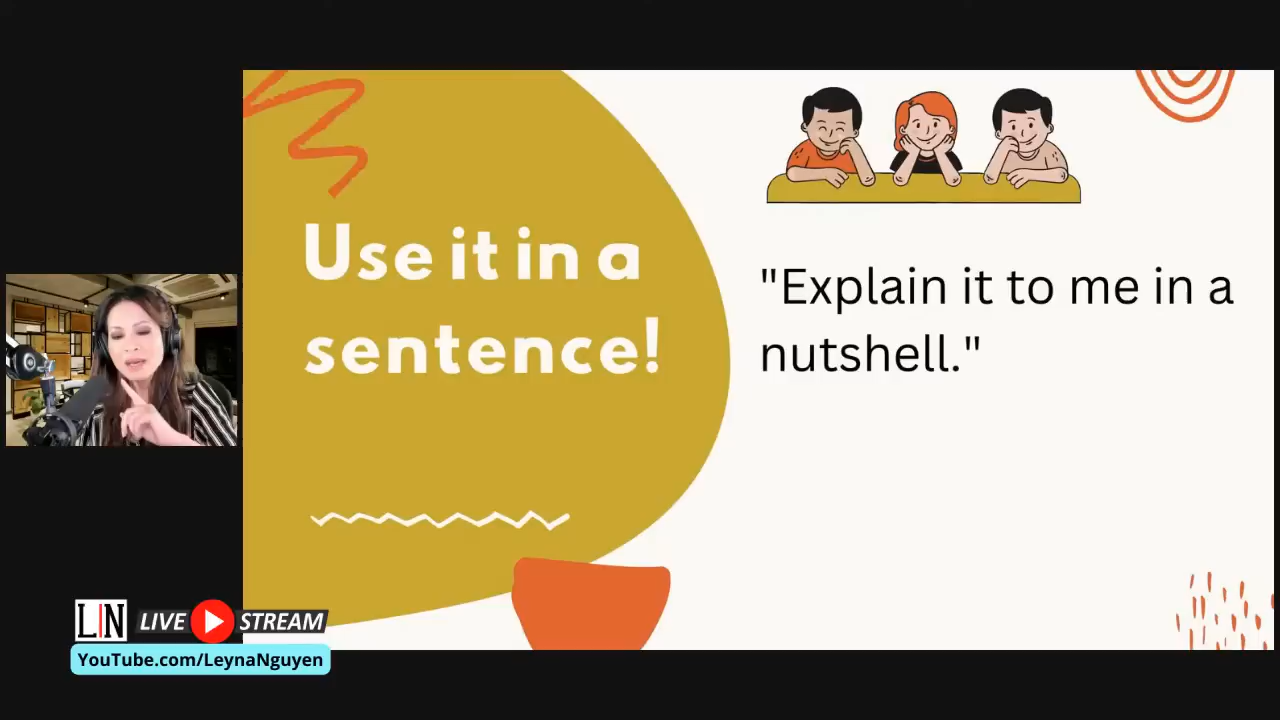 Use it in a
sentence!
"Explain it to me in a
nutshell."
LIN LIVE STREAM
YouTube.com/LeynaNguyen